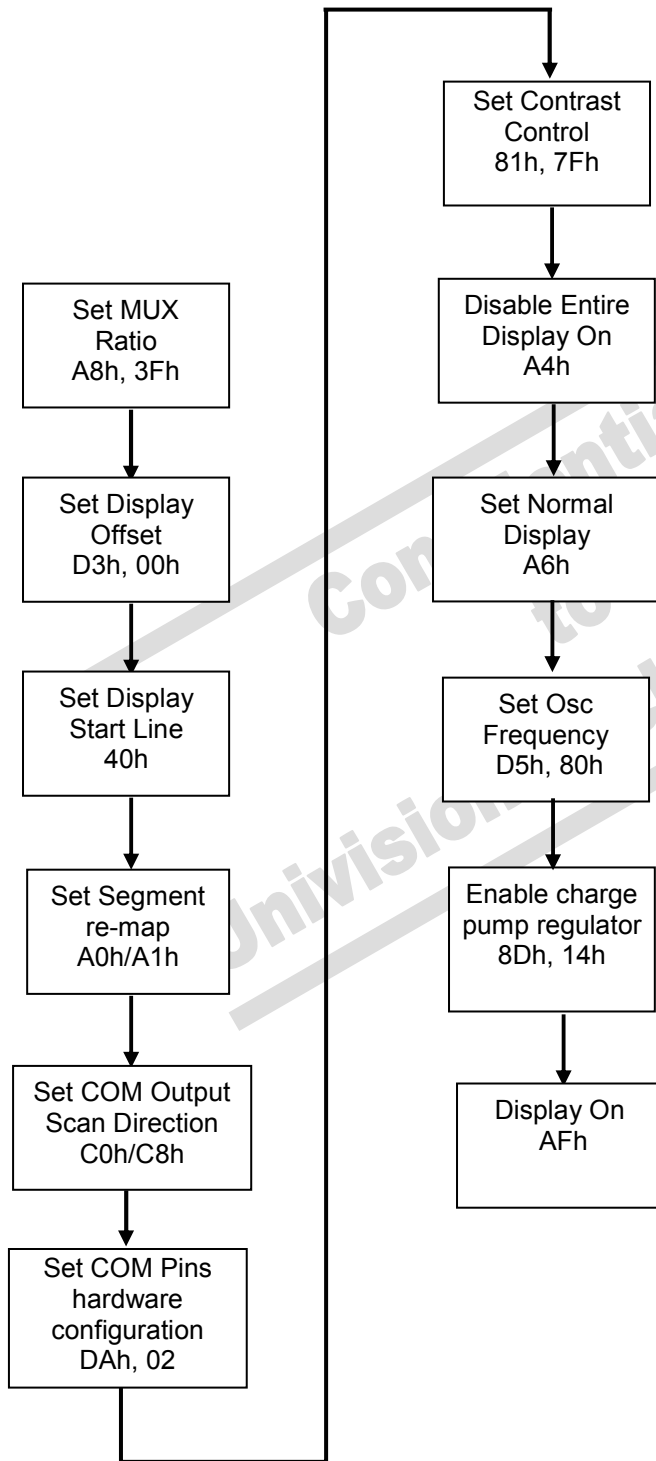 Set MUX
Ratio
A8h, 3Fh
Set Display
Offset
D3h, 00h
Set Display
Start Line
40h
Set Segment
re-map
A0h/A1h
Set COM Output
Scan Direction
C0h/C8h
Set COM Pins
hardware
configuration
DAh, 02
Set Contrast
Control
81h, 7Fh
Disable Entire
Display On
A4h
Set Normal
Display
A6h
Set Osc
Frequency
D5h, 80h
Enable charge
pump regulator
8Dh, 14h
Display On
AFh
to